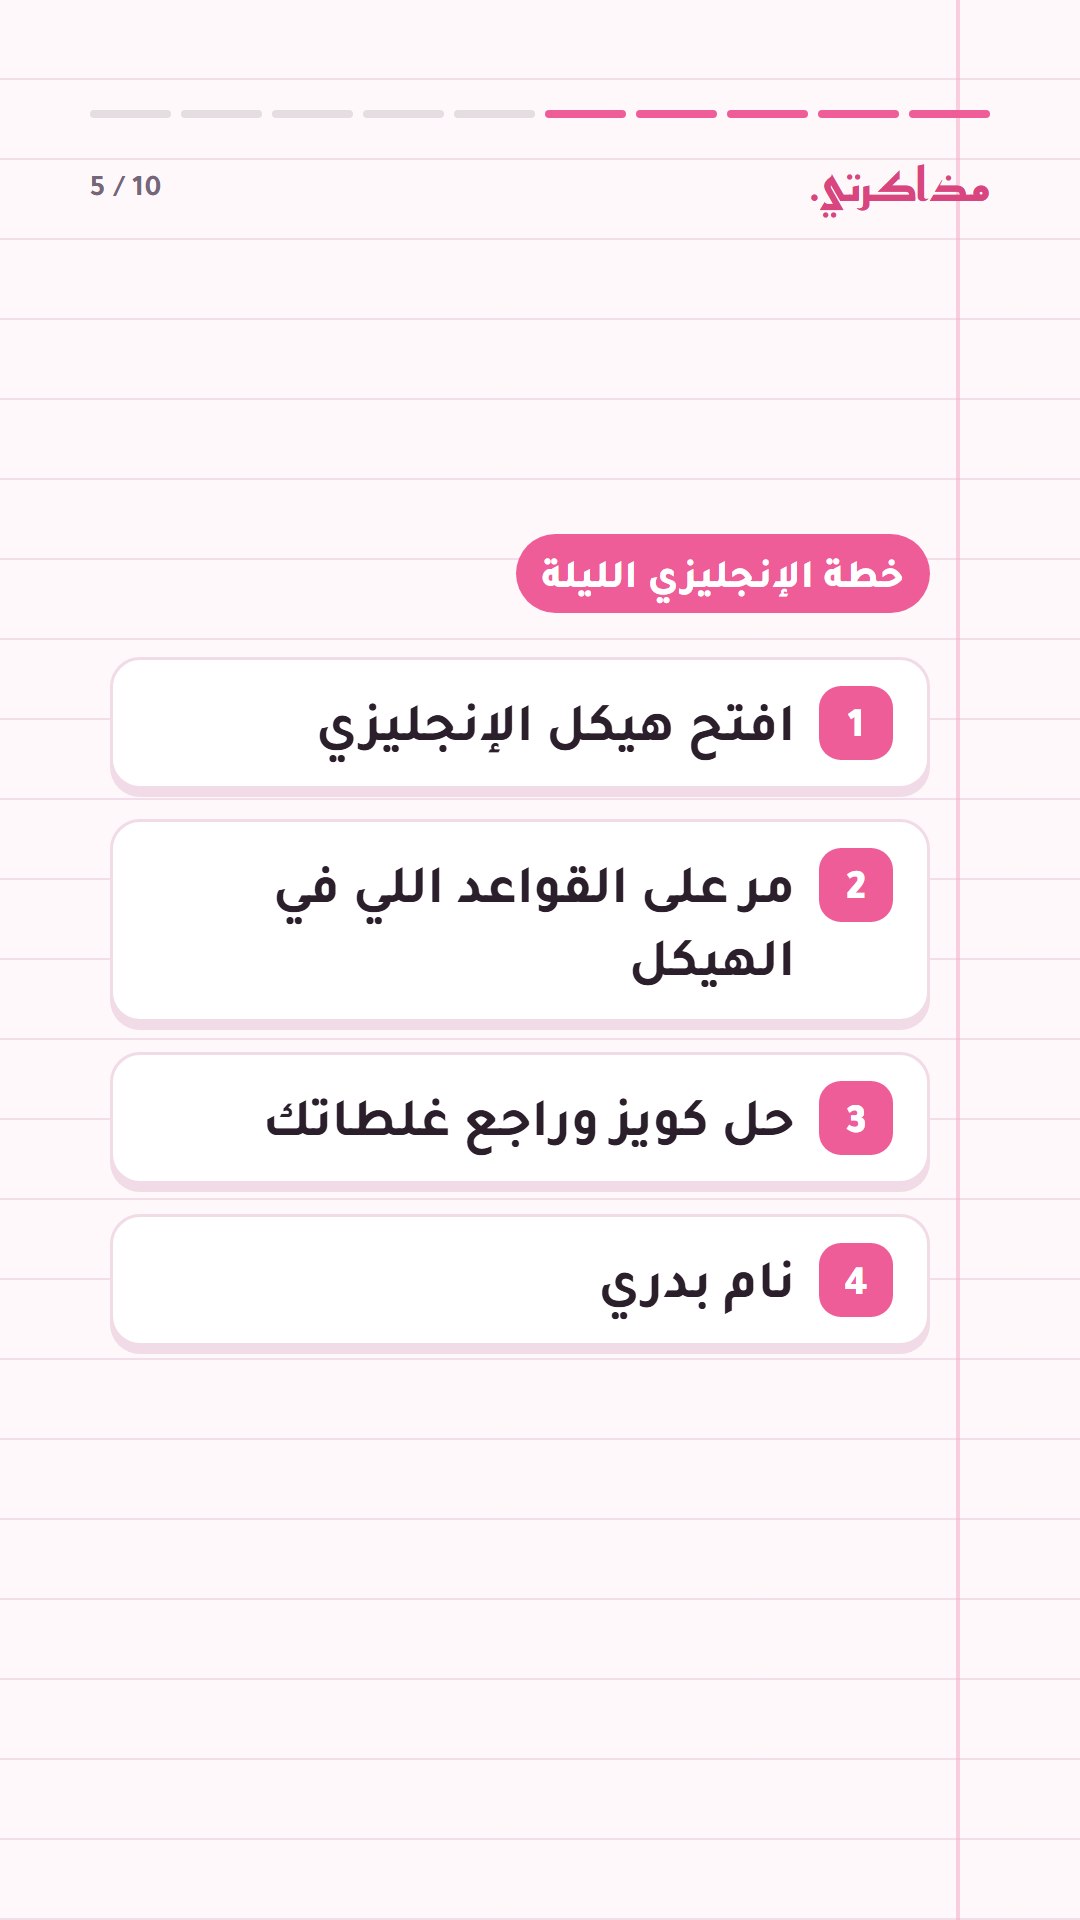 مذاكرتي.
5 / 10
خطة الإنجليزي الليلة
1 افتح هيكل الإنجليزي
2 مر على القواعد اللي في
الهيكل
3 حل كويز وراجع غلطاتك
4 نام بدري